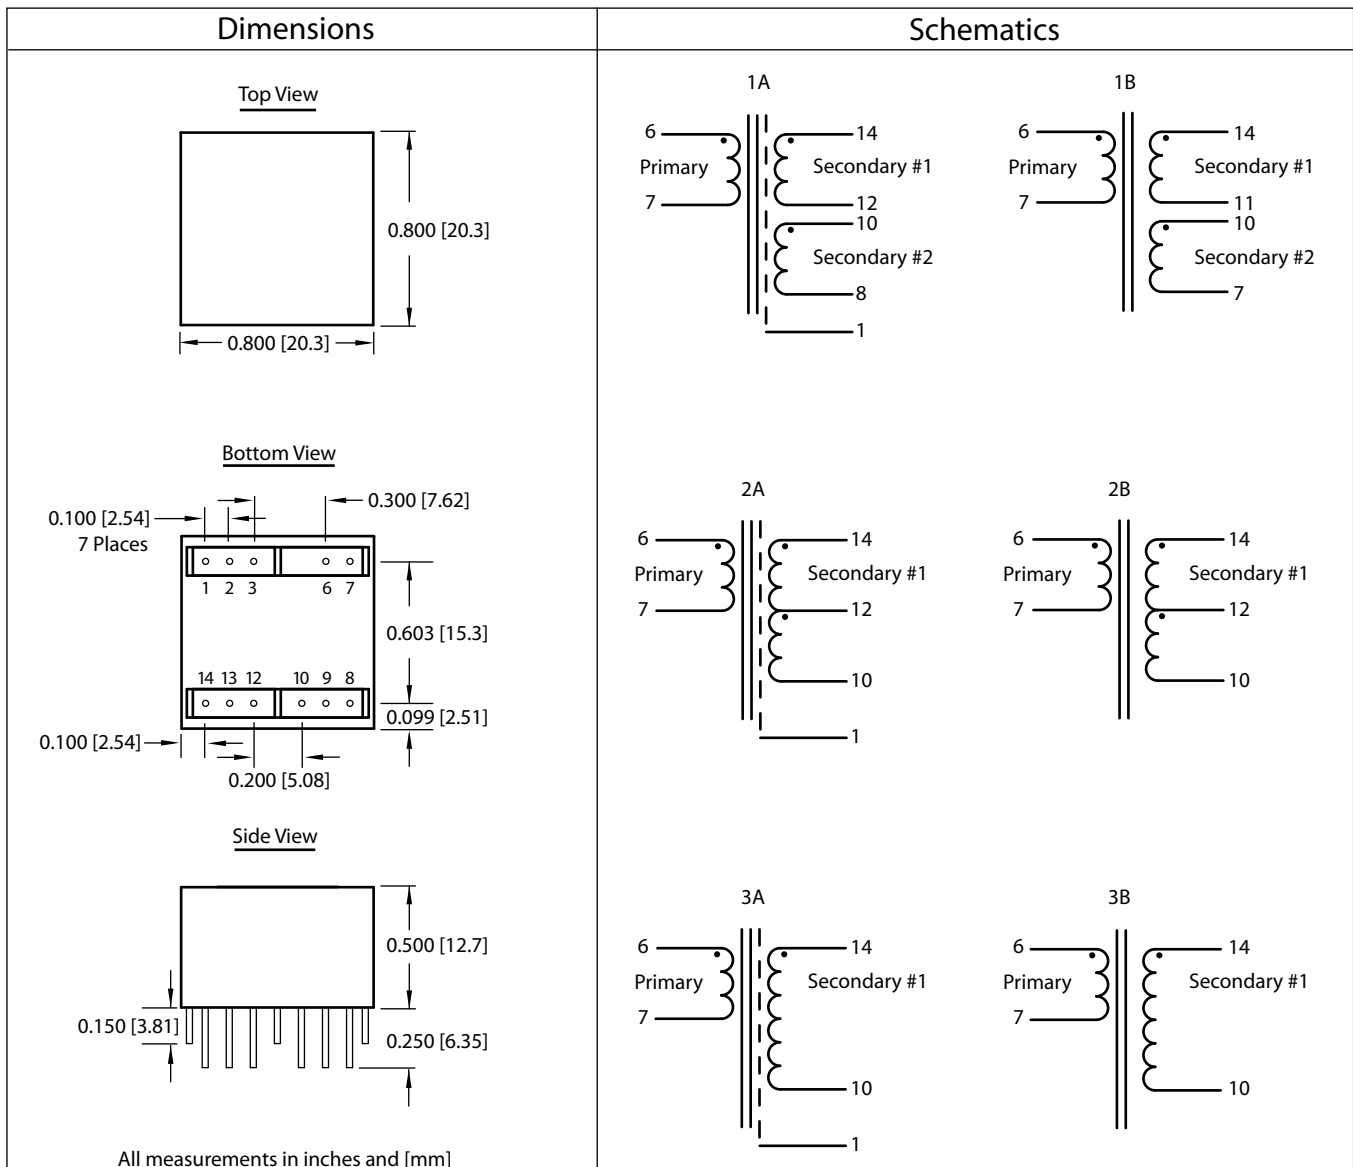 Dimensions
Schematics
Top View
0.800 [20.3]
0.800 [20.3]
Bottom View
0.300 [7.62]
0.100 [2.54]
7 Places
1 2 3 6 7
0.603 [15.3]
14 13 12 10 9 8
0.099 [2.51]
0.100 [2.54]
0.200 [5.08]
Side View
0.500 [12.7]
0.150 [3.81]
0.250 [6.35]
All measurements in inches and [mm]
1A
6
14
Primary
Secondary #1
7
12
10
Secondary #2
8
1
1B
6
14
Primary
Secondary #1
7
11
10
Secondary #2
7
2A
6
14
Primary
Secondary #1
7
12
10
1
2B
6
14
Primary
Secondary #1
7
12
10
3A
6
14
Primary
Secondary #1
7
10
1
3B
6
14
Primary
Secondary #1
7
10